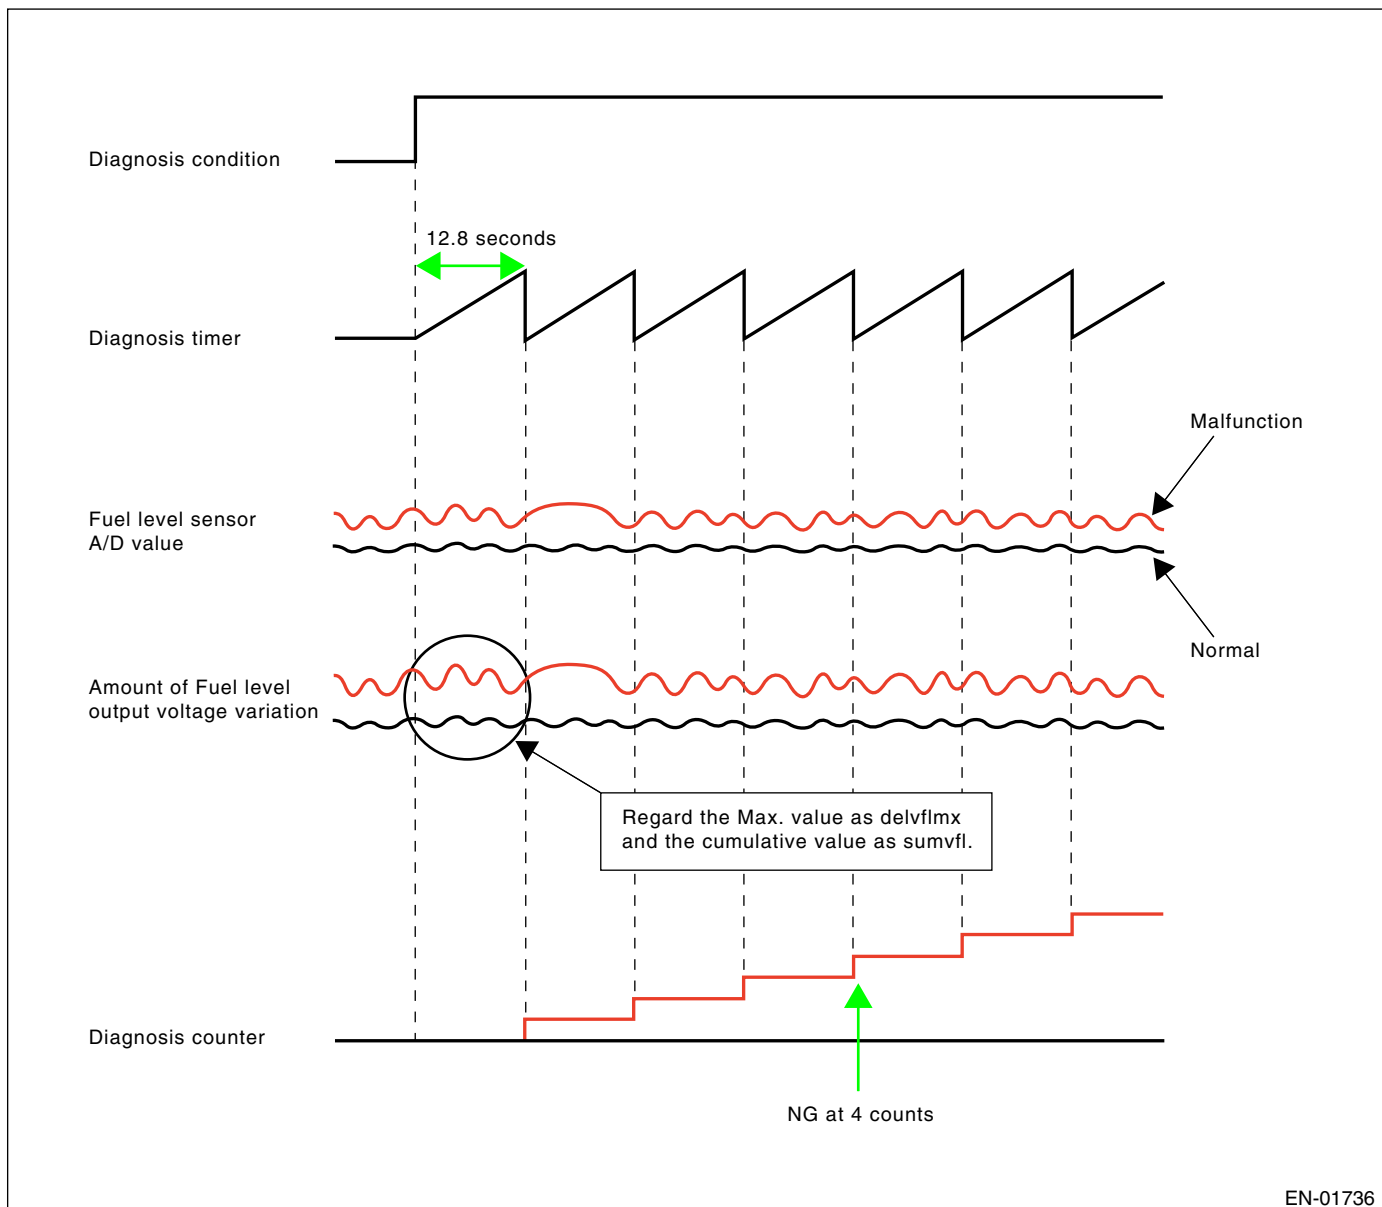 Diagnosis condition
12.8 seconds
Diagnosis timer
Malfunction
Fuel level sensor
A/D value
Normal
Amount of Fuel level
output voltage variation
Regard the Max. value as delvflmx
and the cumulative value as sumvfl.
Diagnosis counter
NG at 4 counts
EN-01736